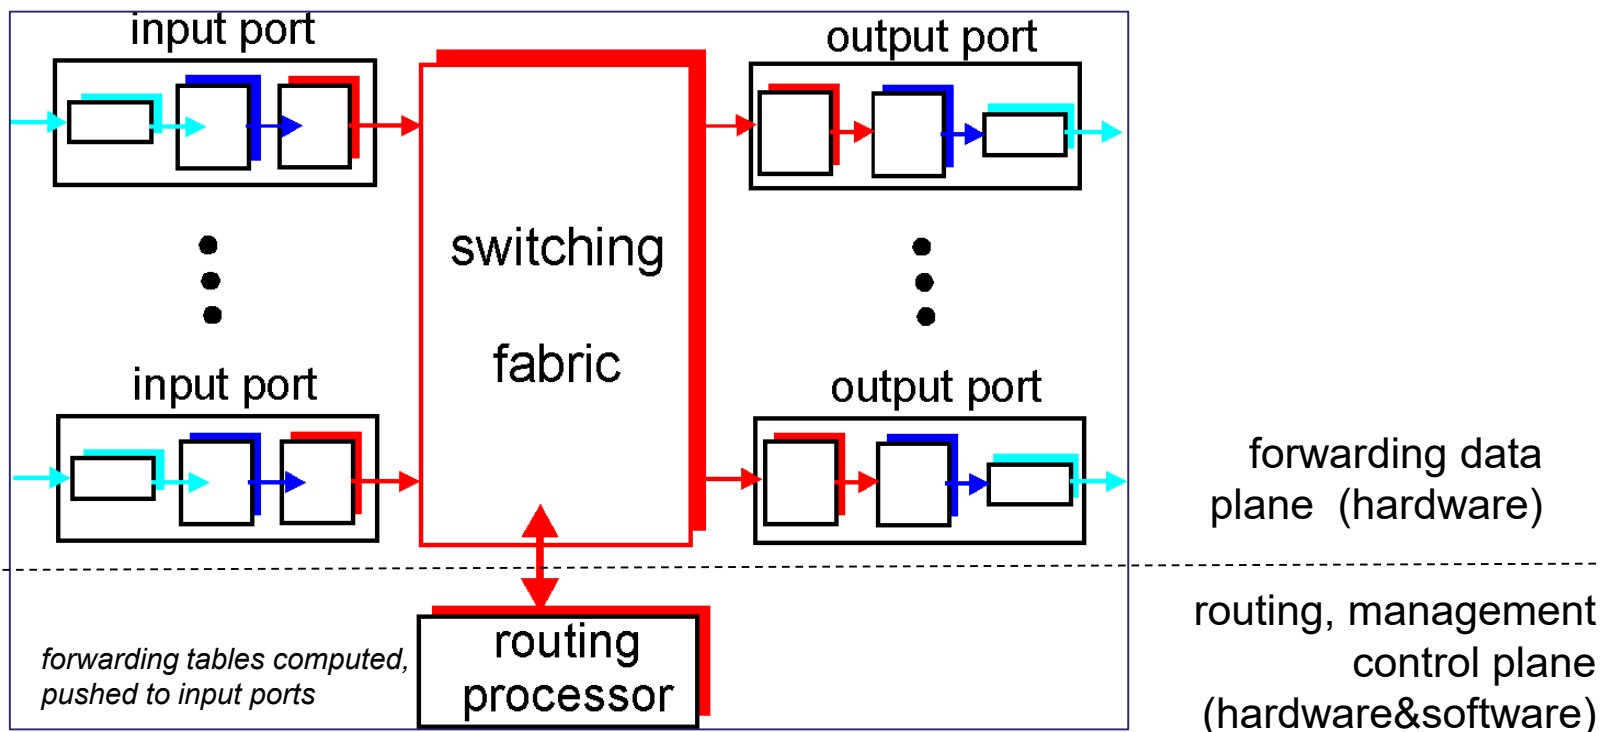 input port
output port
switching
fabric
input port
output port
forwarding data
plane (hardware)
routing, management
control plane
(hardware&software)
forwarding tables computed,
pushed to input ports
routing
processor